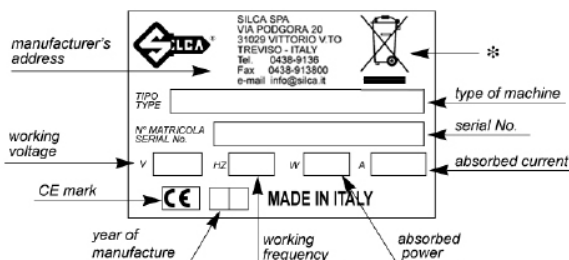 SILCA
SILCA SPA
VIA PODGORA 20
31029 VITTORIO V.TO
TREVISO - ITALY
Tel. 0438-9136
Fax 0438-913800
e-mail info@silca.it
manufacturer's
address
*
TIPO
TYPE
type of machine
N° MATRICOLA
SERIAL No.
serial No.
working
voltage
V
HZ
W
A
absorbed current
CE mark
CE
MADE IN ITALY
year of
manufacture
working
frequency
absorbed
power